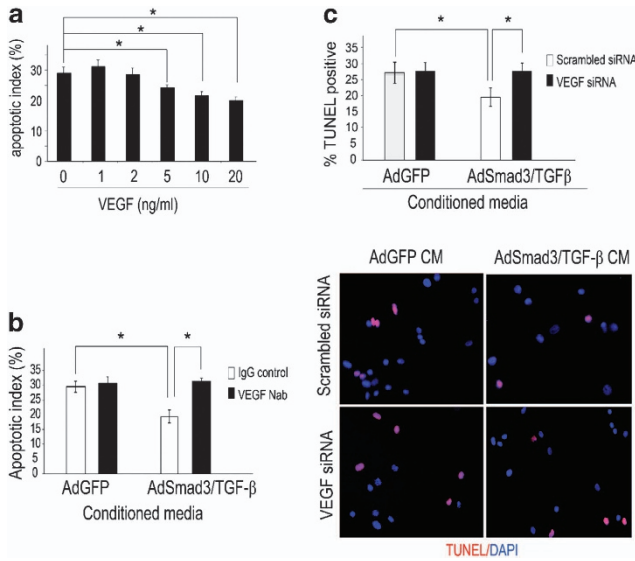 a
*
*
*
apoptotic index (%)
30
20
10
0
0 1 2 5 10 20
VEGF (ng/ml)
b
*
*
Apoptotic index (%)
35
30
25
20
15
10
5
0
IgG control
VEGF Nab
AdGFP AdSmad3/TGF-β
Conditioned media
c
*
*
% TUNEL positive
35
30
25
20
15
10
5
0
Scrambled siRNA
VEGF siRNA
AdGFP AdSmad3/TGFβ
Conditioned media
AdGFP CM AdSmad3/TGF-β CM
Scrambled siRNA
VEGF siRNA
TUNEL/DAPI